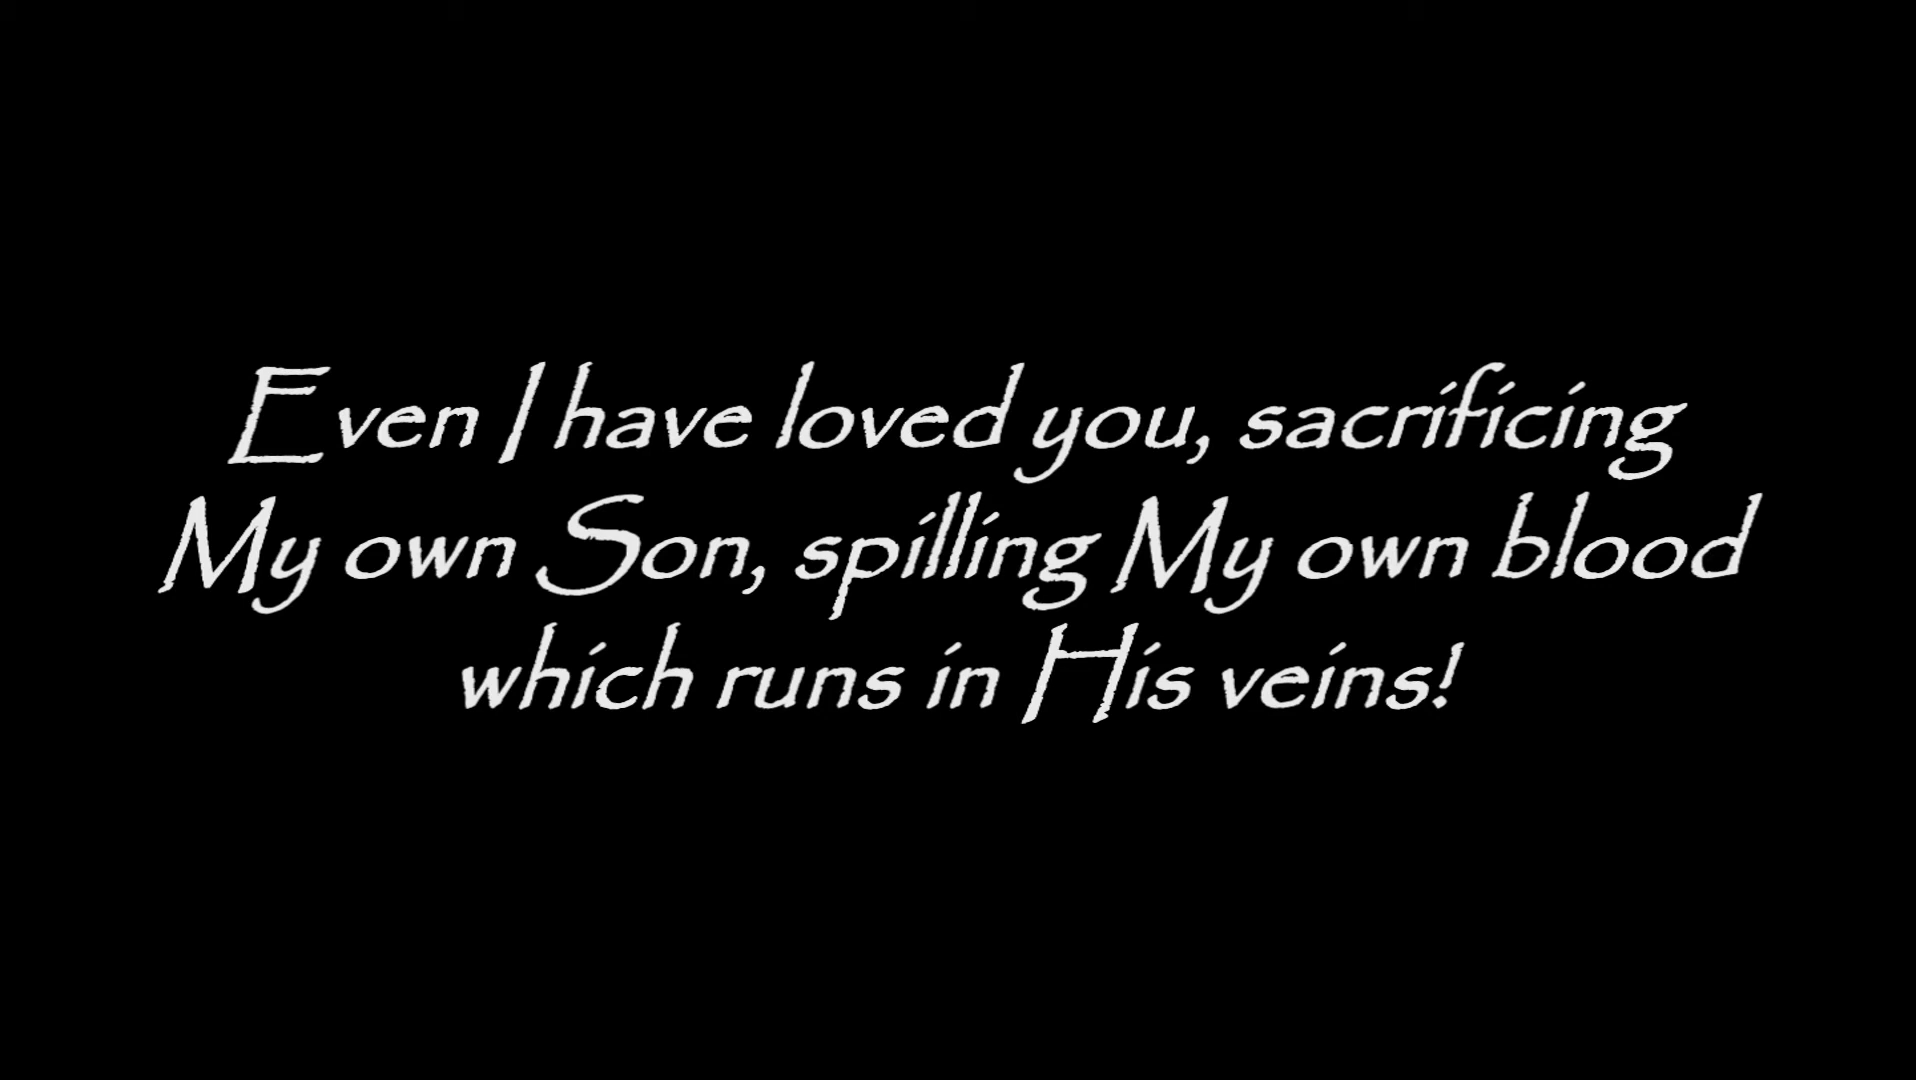 Even I have loved you, sacrificing
My own Son, spilling My own blood
which runs in His veins!